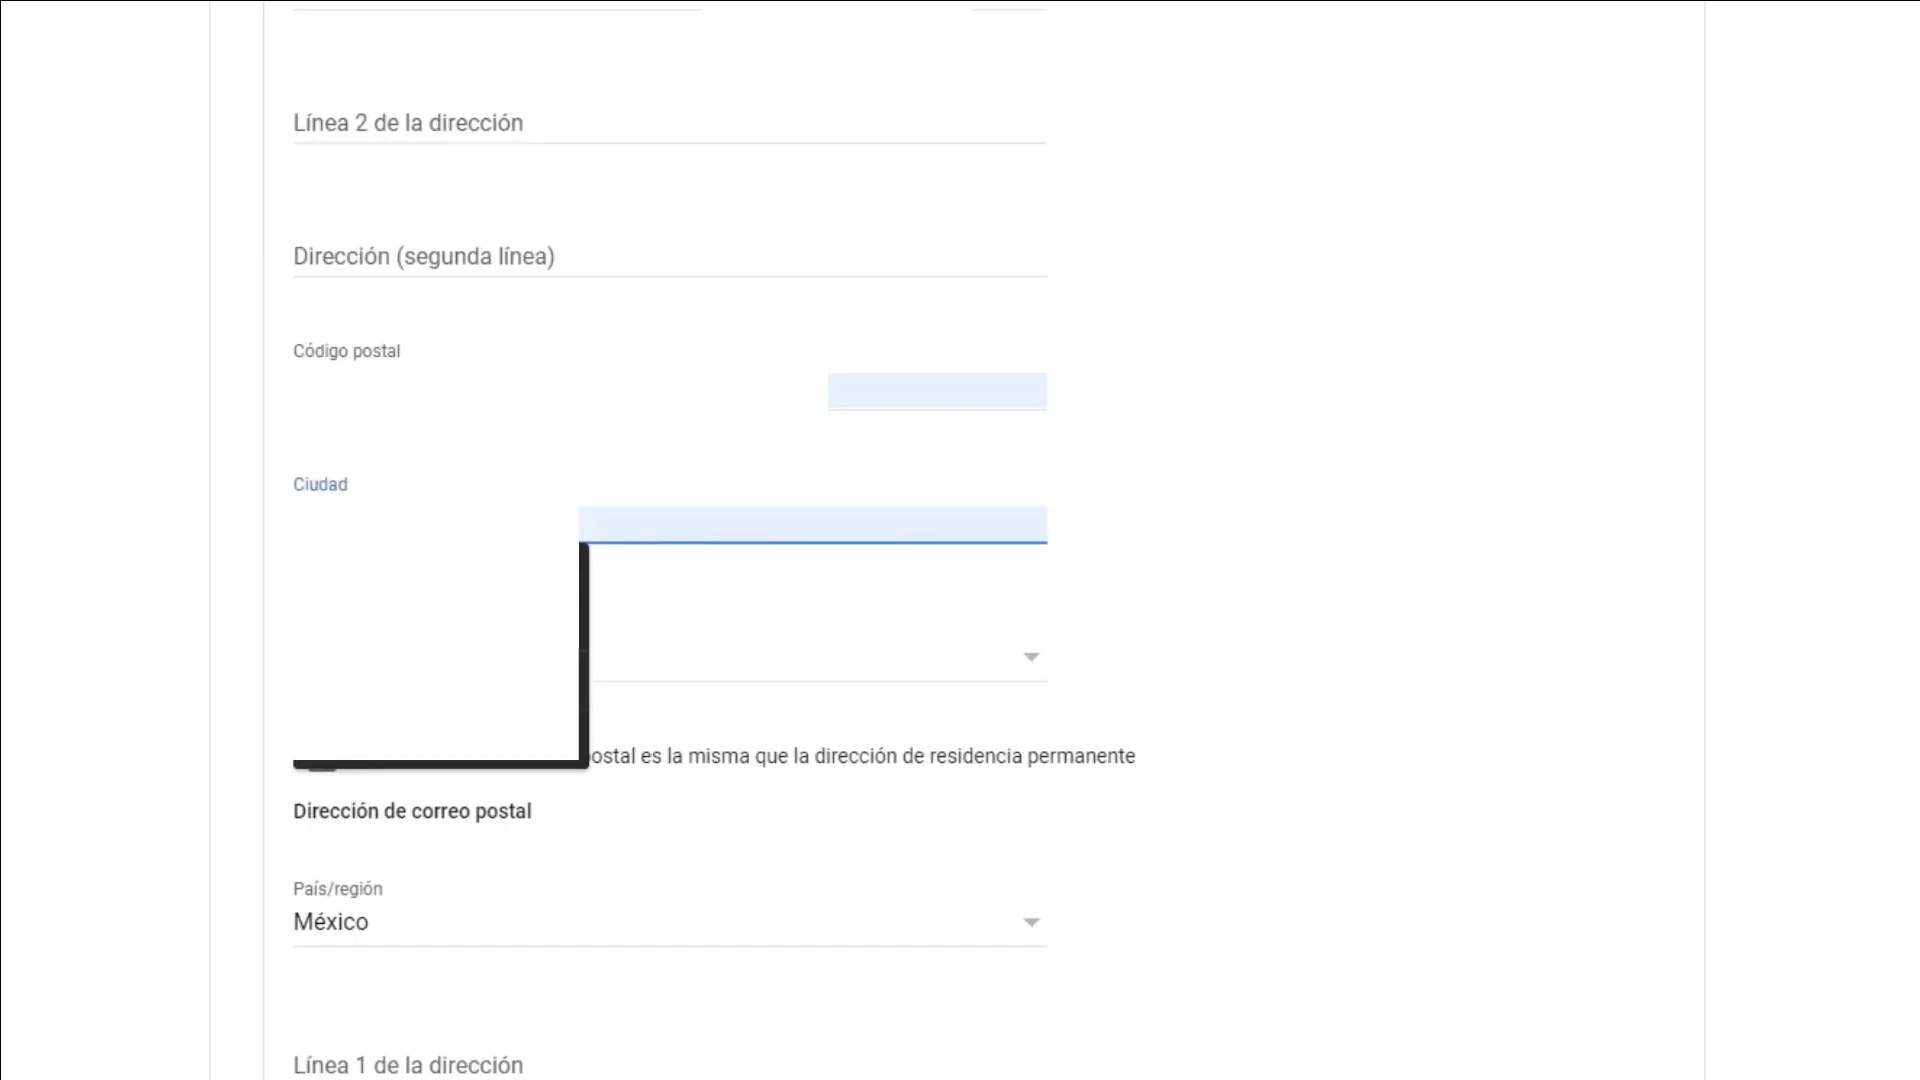 Línea 2 de la dirección
Dirección (segunda línea)
Código postal
Ciudad
es la misma que la dirección de residencia permanente
Dirección de correo postal
País/región
México
Línea 1 de la dirección